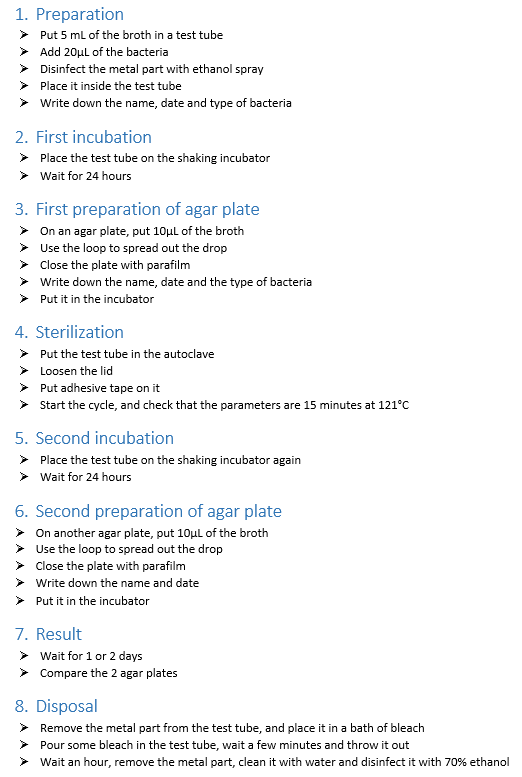 1. Preparation
➢ Put 5 mL of the broth in a test tube
➢ Add 20µL of the bacteria
➢ Disinfect the metal part with ethanol spray
➢ Place it inside the test tube
➢ Write down the name, date and type of bacteria
2. First incubation
➢ Place the test tube on the shaking incubator
➢ Wait for 24 hours
3. First preparation of agar plate
➢ On an agar plate, put 10µL of the broth
➢ Use the loop to spread out the drop
➢ Close the plate with parafilm
➢ Write down the name, date and the type of bacteria
➢ Put it in the incubator
4. Sterilization
➢ Put the test tube in the autoclave
➢ Loosen the lid
➢ Put adhesive tape on it
➢ Start the cycle, and check that the parameters are 15 minutes at 121°C
5. Second incubation
➢ Place the test tube on the shaking incubator again
➢ Wait for 24 hours
6. Second preparation of agar plate
➢ On another agar plate, put 10µL of the broth
➢ Use the loop to spread out the drop
➢ Close the plate with parafilm
➢ Write down the name and date
➢ Put it in the incubator
7. Result
➢ Wait for 1 or 2 days
➢ Compare the 2 agar plates
8. Disposal
➢ Remove the metal part from the test tube, and place it in a bath of bleach
➢ Pour some bleach in the test tube, wait a few minutes and throw it out
➢ Wait an hour, remove the metal part, clean it with water and disinfect it with 70% ethanol